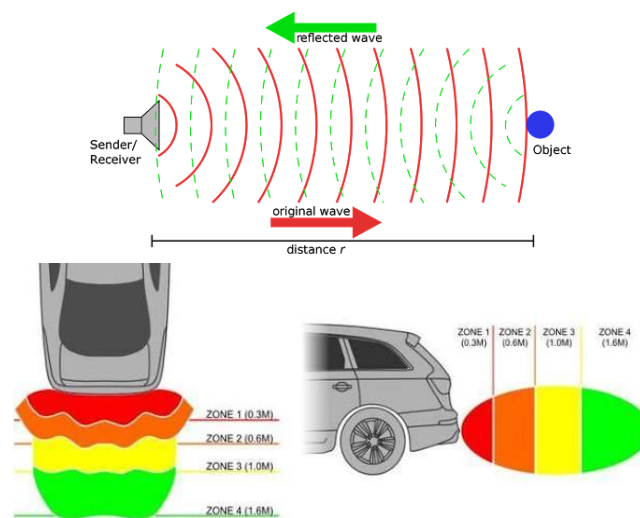 reflected wave
Sender/
Receiver
Object
original wave
distance r
ZONE 1 (0.3M)
ZONE 2 (0.6M)
ZONE 3 (1.0M)
ZONE 4 (1.6M)
ZONE 1
(0.3M)
ZONE 2
(0.6M)
ZONE 3
(1.0M)
ZONE 4
(1.6M)